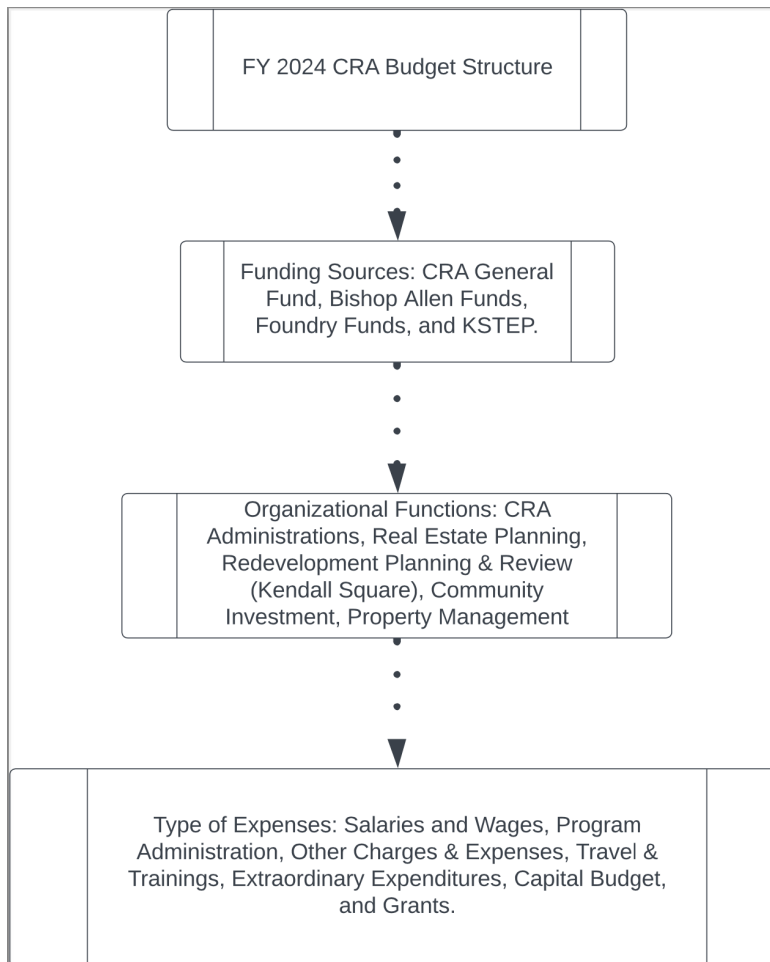 FY 2024 CRA Budget Structure
Funding Sources: CRA General
Fund, Bishop Allen Funds,
Foundry Funds, and KSTEP.
Organizational Functions: CRA
Administrations, Real Estate Planning,
Redevelopment Planning & Review
(Kendall Square), Community
Investment, Property Management
Type of Expenses: Salaries and Wages, Program
Administration, Other Charges & Expenses, Travel &
Trainings, Extraordinary Expenditures, Capital Budget,
and Grants.